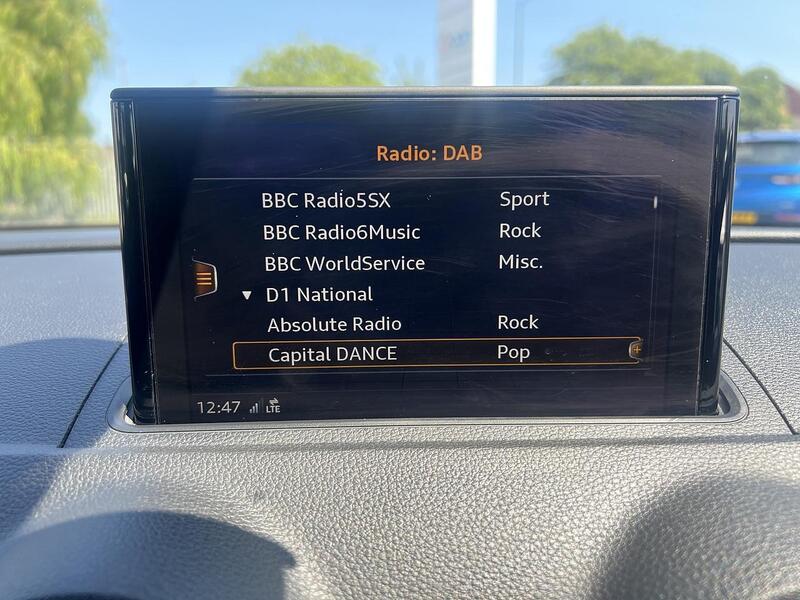 Radio: DAB
BBC Radio5SX Sport
BBC Radio6Music Rock
BBC WorldService Misc.
▼ D1 National
Absolute Radio Rock
Capital DANCE Pop
12:47 LTE